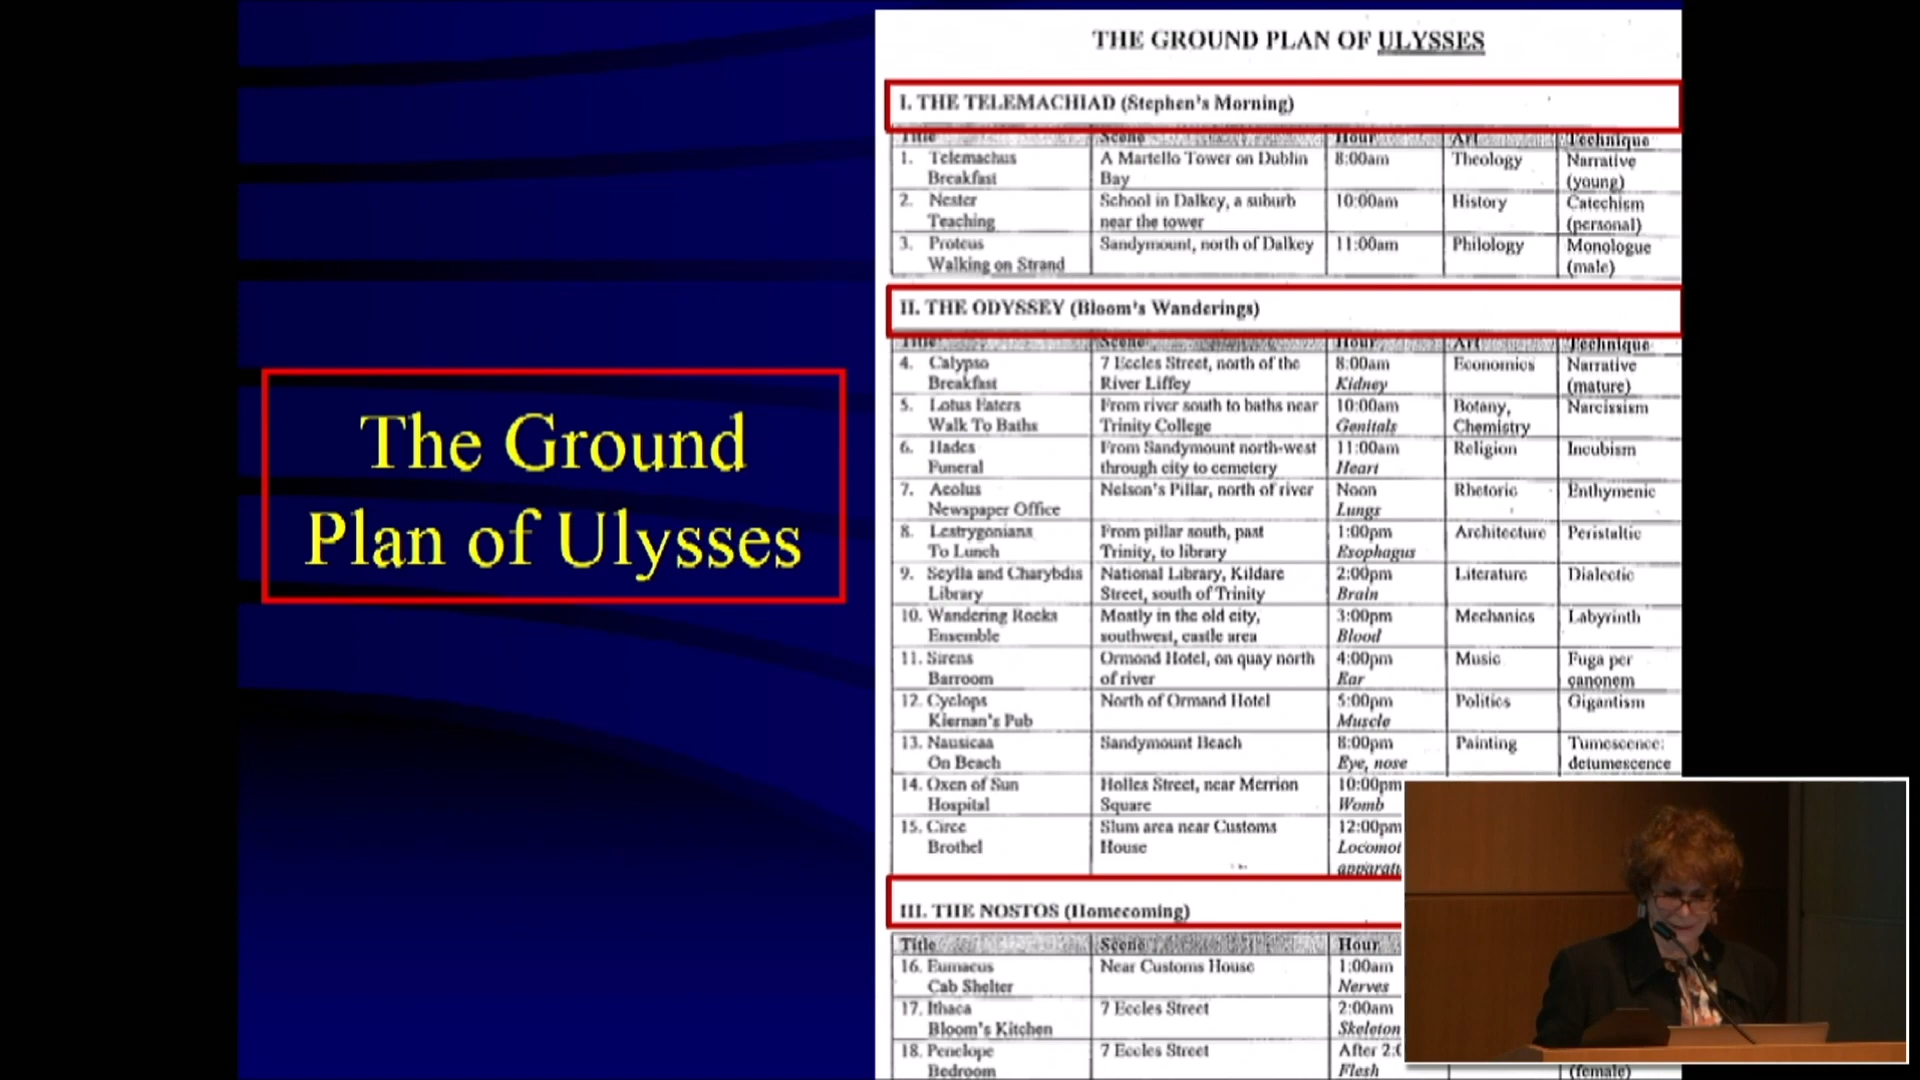 The Ground
Plan of Ulysses
THE GROUND PLAN OF ULYSSES
I. THE TELEMACHIAD (Stephen's Morning)
Title Scene Hour Art Technique
1. Telemachus A Martello Tower on Dublin 8:00am Theology Narrative
Breakfast Bay (young)
2. Nestor School in Dalkey, a suburb 10:00am History Catechism
Teaching near the tower (personal)
3. Proteus Sandymount, north of Dalkey 11:00am Philology Monologue
Walking on Strand (male)
II. THE ODYSSEY (Bloom's Wanderings)
Title Scene Hour Art Technique
4. Calypso 7 Eccles Street, north of the 8:00am Economics Narrative
Breakfast River Liffey Kidney (mature)
5. Lotus Eaters From river south to baths near 10:00am Botany, Narcissism
Walk To Baths Trinity College Genitals Chemistry
6. Hades From Sandymount north-west 11:00am Religion Incubism
Funeral through city to cemetery Heart
7. Aeolus Nelson's Pillar, north of river Noon Rhetoric Enthymenic
Newspaper Office Lungs
8. Lestrygonians From pillar south, past 1:00pm Architecture Peristaltic
To Lunch Trinity, to library Esophagus
9. Scylla and Charybdis National Library, Kildare 2:00pm Literature Dialectic
Library Street, south of Trinity Brain
10. Wandering Rocks Mostly in the old city, 3:00pm Mechanics Labyrinth
Ensemble southwest, castle area Blood
11. Sirens Ormond Hotel, on quay north 4:00pm Music Fuga per
Barroom of river Ear canonem
12. Cyclops North of Ormand Hotel 5:00pm Politics Gigantism
Kiernan's Pub Muscle
13. Nausicaa Sandymount Beach 8:00pm Painting Tumescence:
On Beach Eye, nose detumescence
14. Oxen of Sun Holles Street, near Merrion 10:00pm
Hospital Square Womb
15. Circe Slum area near Customs 12:00pm
Brothel House Locomot
apparatu
III. THE NOSTOS (Homecoming)
Title Scene Hour
16. Eumaeus Near Customs House 1:00am
Cab Shelter Nerves
17. Ithaca 7 Eccles Street 2:00am
Bloom's Kitchen Skeleton
18. Penelope 7 Eccles Street After 2:0
Bedroom Flesh (female)